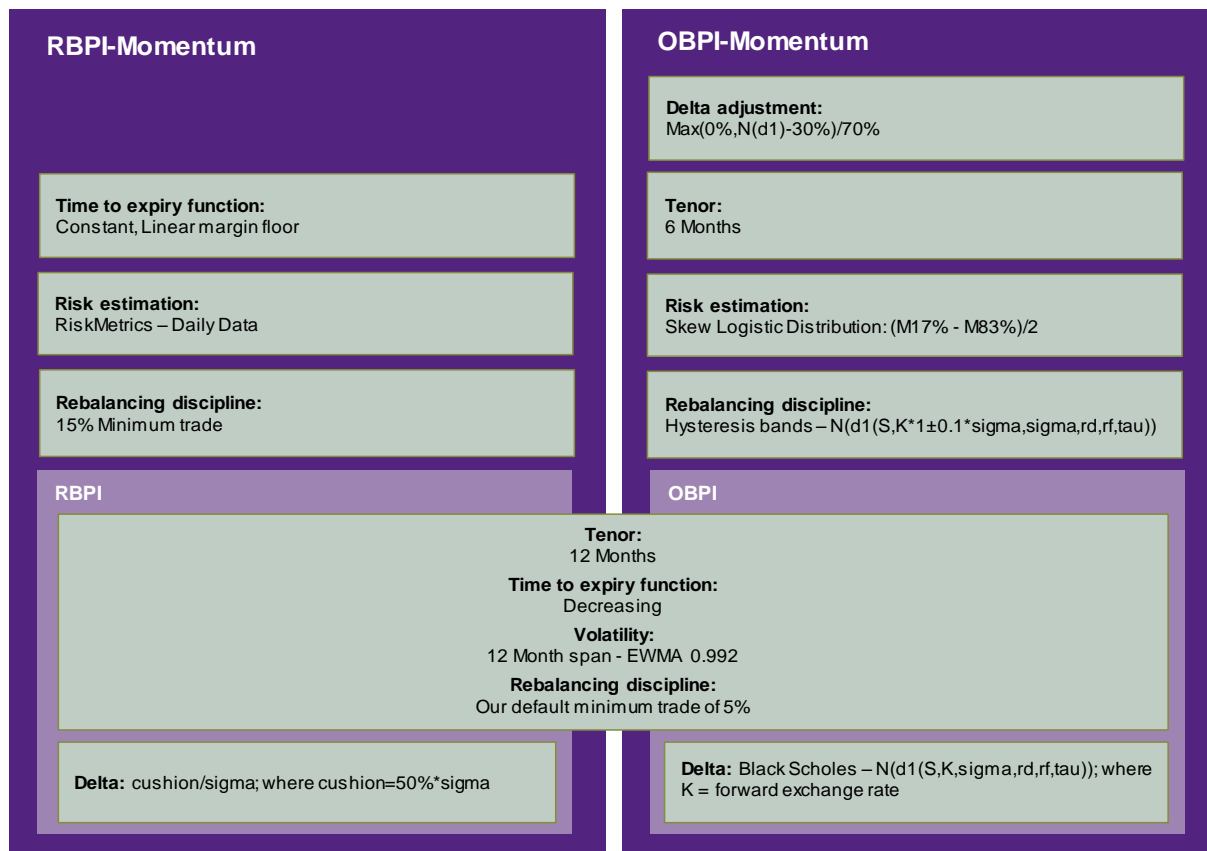 RBPI-Momentum
Time to expiry function:
Constant, Linear margin floor
Risk estimation:
RiskMetrics – Daily Data
Rebalancing discipline:
15% Minimum trade
RBPI
OBPI-Momentum
Delta adjustment:
Max(0%,N(d1)-30%)/70%
Tenor:
6 Months
Risk estimation:
Skew Logistic Distribution: (M17% - M83%)/2
Rebalancing discipline:
Hysteresis bands – N(d1(S,K*1±0.1*sigma,sigma,rd,rf,tau))
OBPI
Tenor:
12 Months
Time to expiry function:
Decreasing
Volatility:
12 Month span - EWMA 0.992
Rebalancing discipline:
Our default minimum trade of 5%
Delta: cushion/sigma; where cushion=50%*sigma
Delta: Black Scholes – N(d1(S,K,sigma,rd,rf,tau)); where
K = forward exchange rate